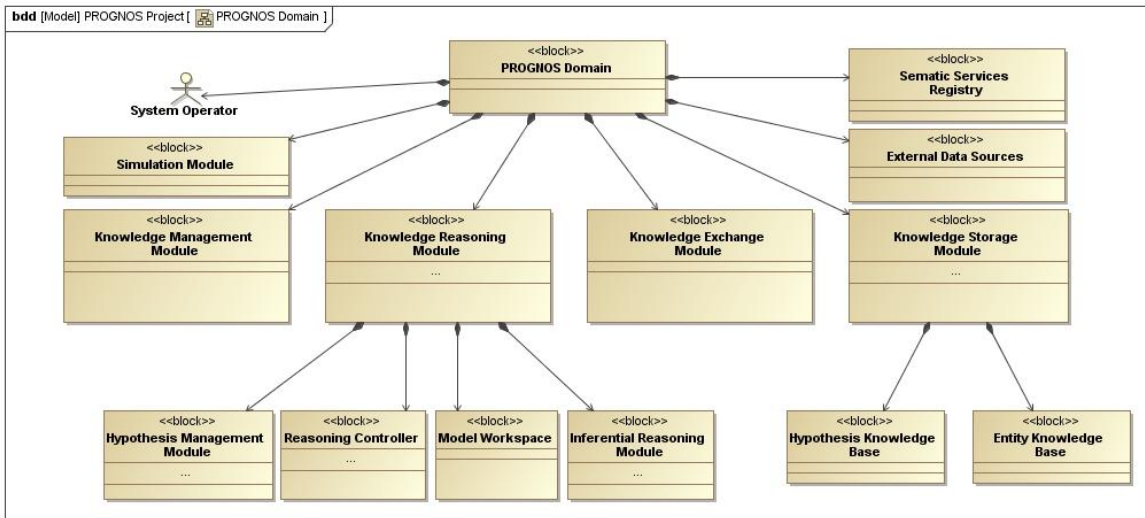 bdd [Model] PROGNOS Project [ PROGNOS Domain ]
<<block>>
PROGNOS Domain
<<block>>
Sematic Services
Registry
System Operator
<<block>>
Simulation Module
<<block>>
External Data Sources
<<block>>
Knowledge Management
Module
<<block>>
Knowledge Reasoning
Module
...
<<block>>
Knowledge Exchange
Module
<<block>>
Knowledge Storage
Module
...
<<block>>
Hypothesis Management
Module
...
<<block>>
Reasoning Controller
...
<<block>>
Model Workspace
<<block>>
Inferential Reasoning
Module
...
<<block>>
Hypothesis Knowledge
Base
<<block>>
Entity Knowledge
Base